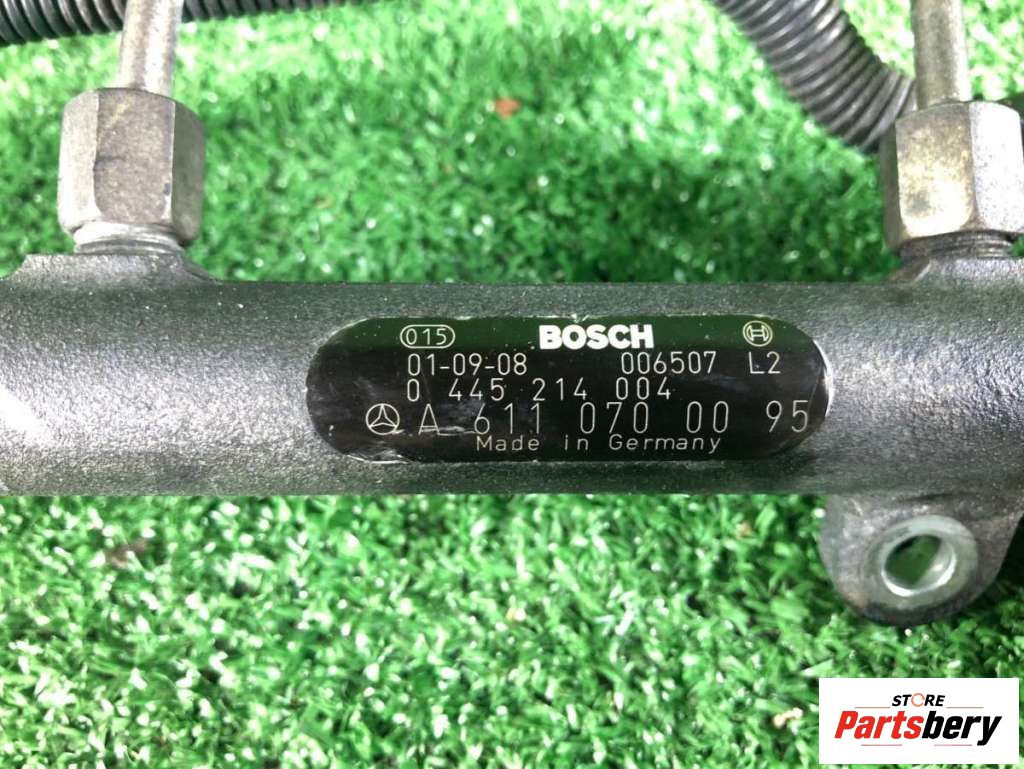 015 BOSCH
01-09-08 006507 L2
0 445 214 004
A 611 070 00 95
Made in Germany
STORE
Partsbery